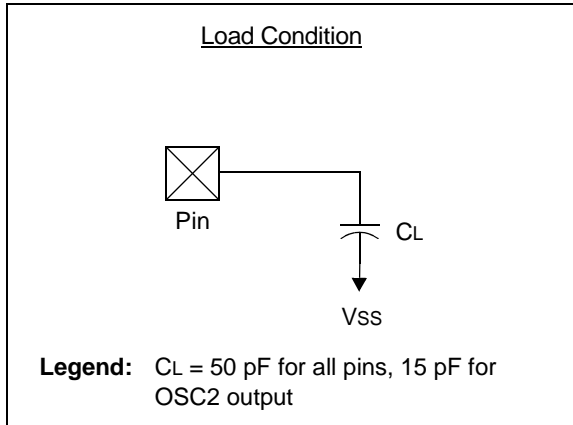 Load Condition
Pin
CL
VSS
Legend: CL = 50 pF for all pins, 15 pF for
OSC2 output